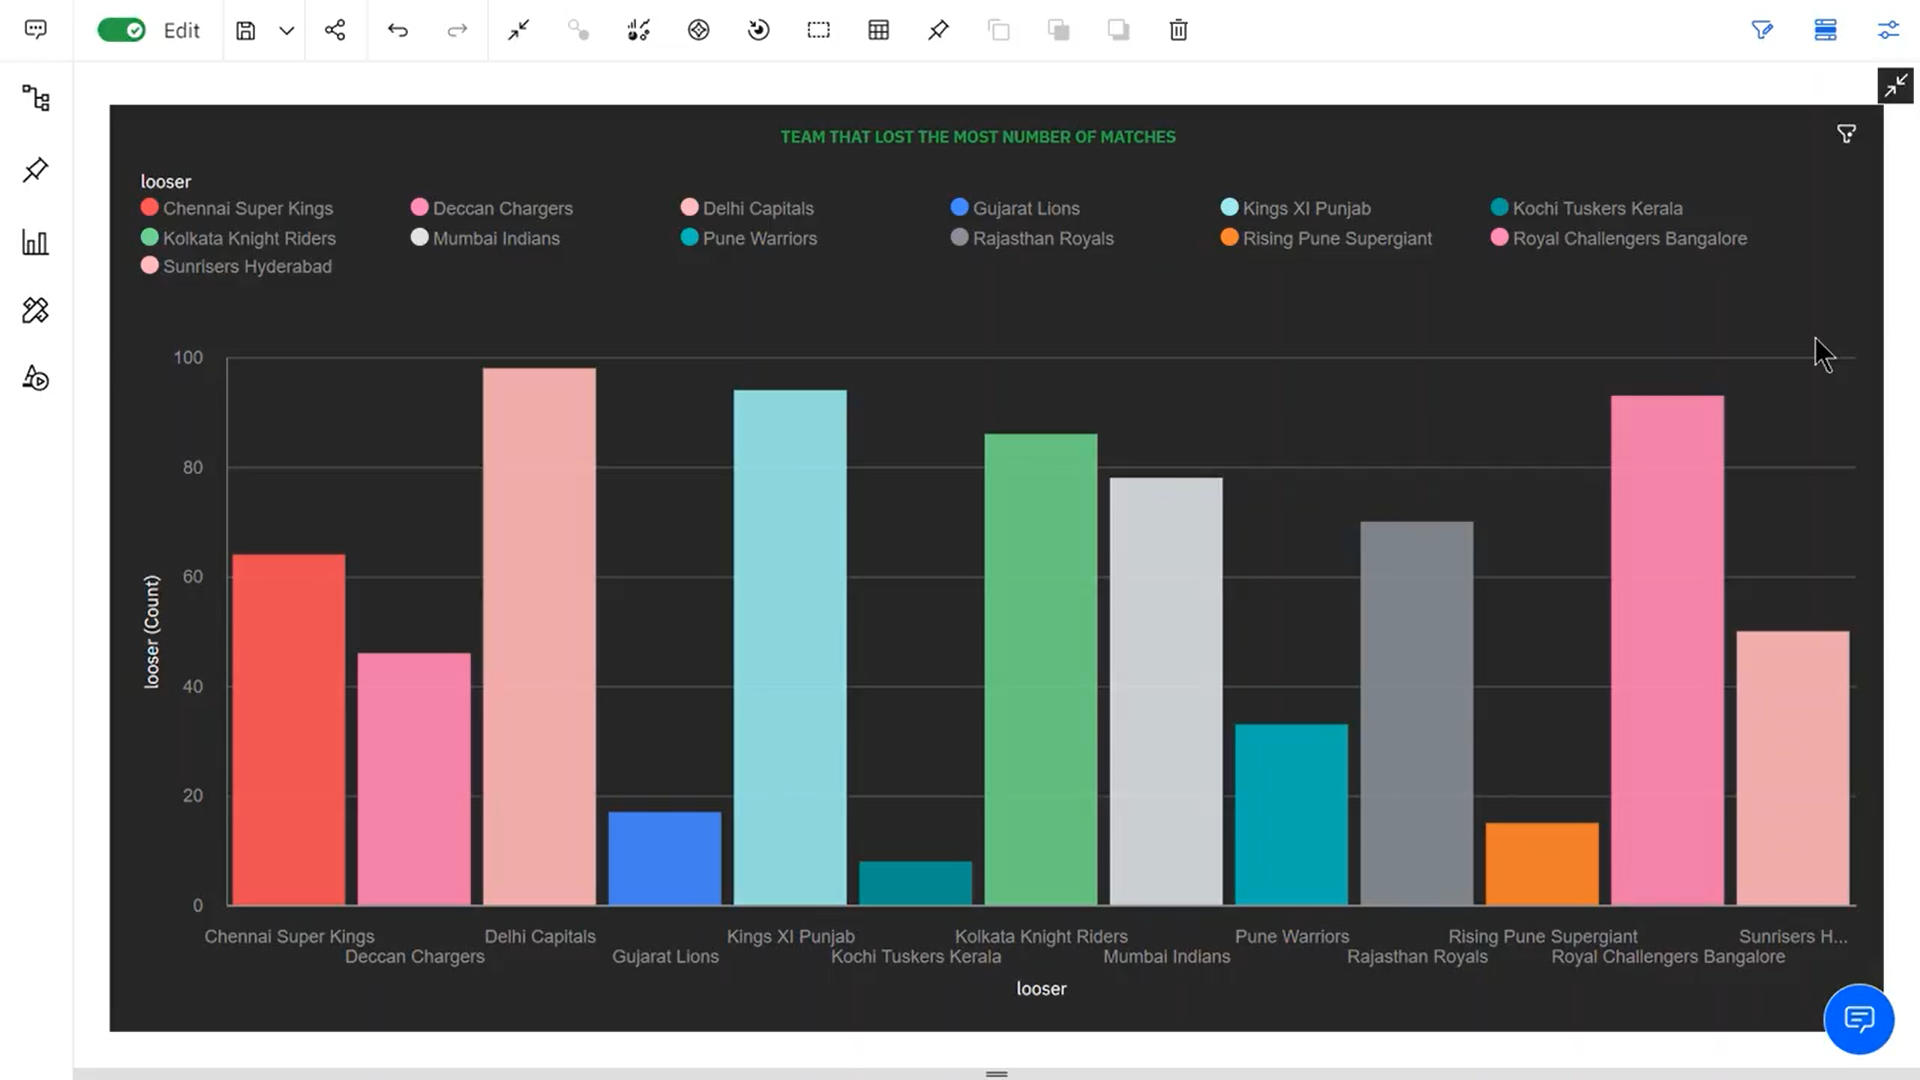 Edit
TEAM THAT LOST THE MOST NUMBER OF MATCHES
looser
Chennai Super Kings
Deccan Chargers
Delhi Capitals
Gujarat Lions
Kings XI Punjab
Kochi Tuskers Kerala
Kolkata Knight Riders
Mumbai Indians
Pune Warriors
Rajasthan Royals
Rising Pune Supergiant
Royal Challengers Bangalore
Sunrisers Hyderabad
100
80
60
40
20
0
looser (Count)
Chennai Super Kings
Deccan Chargers
Delhi Capitals
Gujarat Lions
Kings XI Punjab
Kochi Tuskers Kerala
Kolkata Knight Riders
Mumbai Indians
Pune Warriors
Rajasthan Royals
Rising Pune Supergiant
Royal Challengers Bangalore
Sunrisers H...
looser